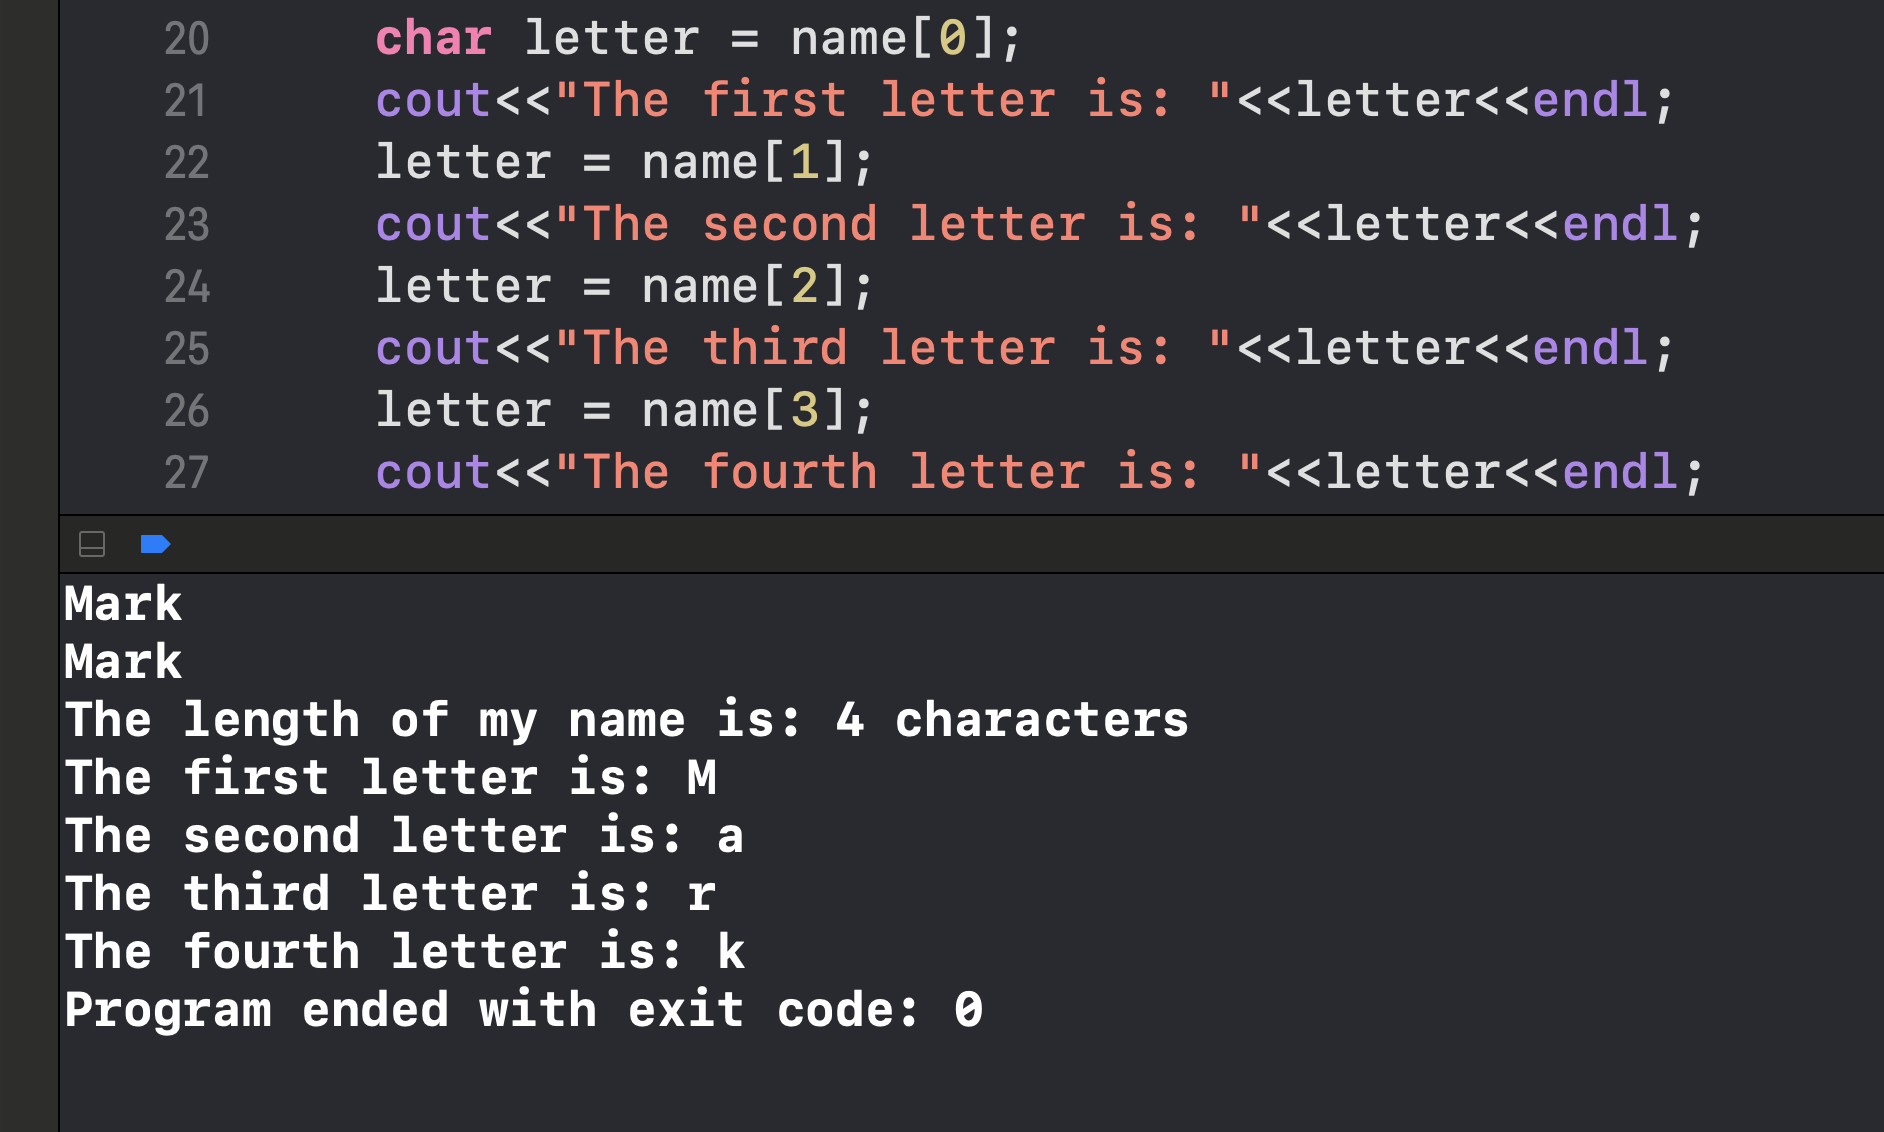 20 char letter = name[0];
21 cout<<"The first letter is: "<<letter<<endl;
22 letter = name[1];
23 cout<<"The second letter is: "<<letter<<endl;
24 letter = name[2];
25 cout<<"The third letter is: "<<letter<<endl;
26 letter = name[3];
27 cout<<"The fourth letter is: "<<letter<<endl;
Mark
Mark
The length of my name is: 4 characters
The first letter is: M
The second letter is: a
The third letter is: r
The fourth letter is: k
Program ended with exit code: 0